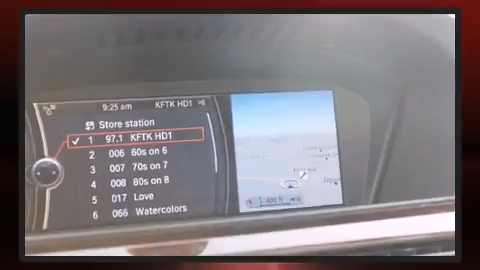 9:25 am KFTK HD1
Store station
✓ 1 97.1 KFTK HD1
2 006 60s on 6
3 007 70s on 7
4 008 80s on 8
5 017 Love
6 066 Watercolors